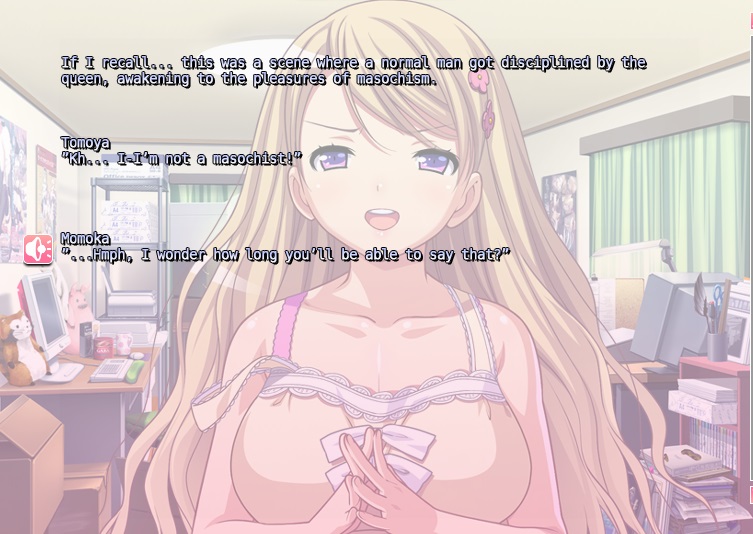 If I recall... this was a scene where a normal man got disciplined by the
queen, awakening to the pleasures of masochism.
Tomoya
"Kh... I-I'm not a masochist!"
Momoka
"...Hmph, I wonder how long you'll be able to say that?"